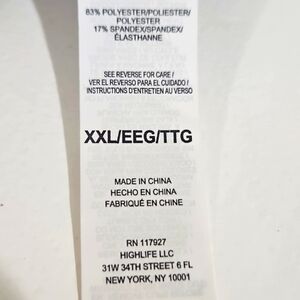 83% POLYESTER/POLIESTER/
POLYESTER
17% SPANDEX/SPANDEX/
ÉLASTHANNE
SEE REVERSE FOR CARE /
VER EL REVERSO PARA EL CUIDADO /
INSTRUCTIONS D'ENTRETIEN AU VERSO
XXL/EEG/TTG
MADE IN CHINA
HECHO EN CHINA
FABRIQUÉ EN CHINE
RN 117927
HIGHLIFE LLC
31W 34TH STREET 6 FL
NEW YORK, NY 10001